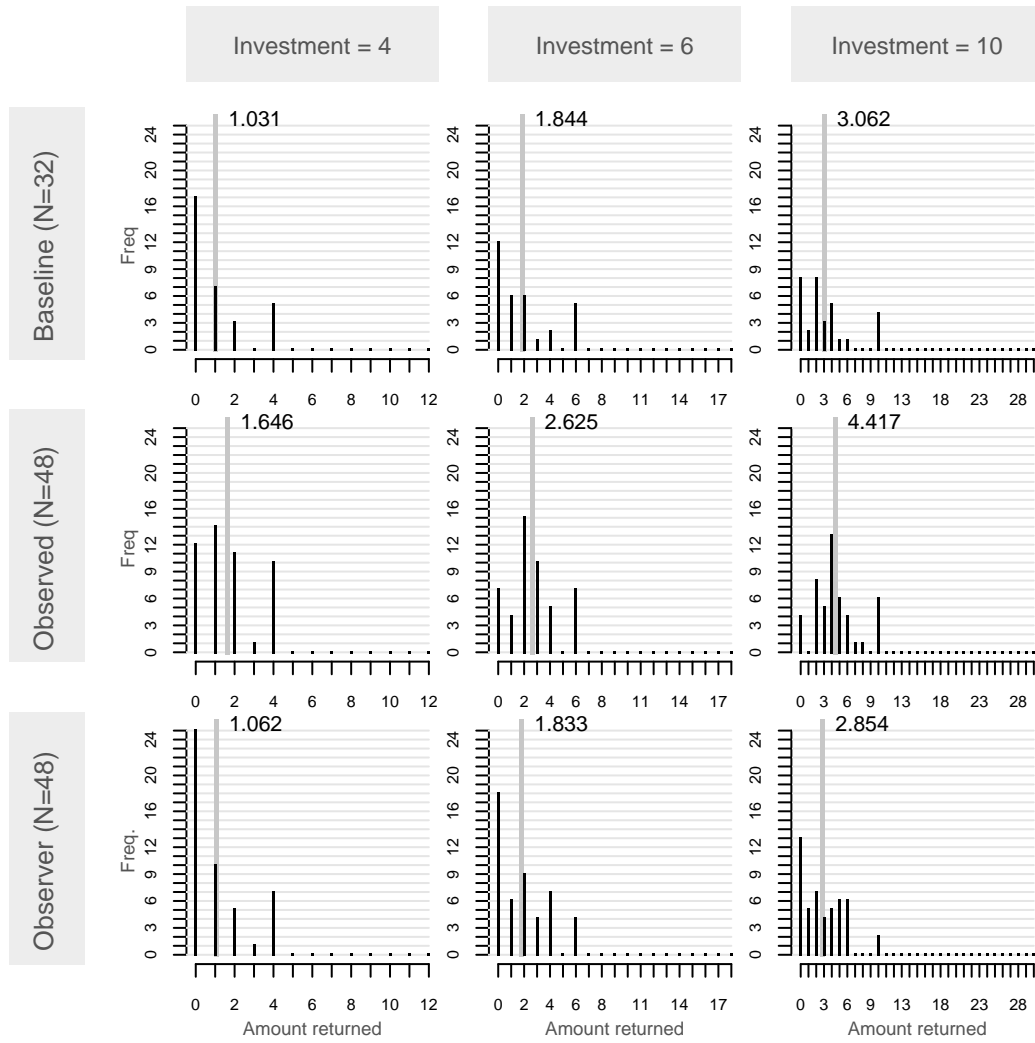 Investment = 4
Investment = 6
Investment = 10
Baseline (N=32)
Freq
0 3 6 9 12 16 20 24
1.031
0 2 4 6 8 10 12
0 3 6 9 12 16 20 24
1.844
0 2 4 6 8 11 14 17
0 3 6 9 12 16 20 24
3.062
0 3 6 9 13 18 23 28
Observed (N=48)
Freq
0 3 6 9 12 16 20 24
1.646
0 2 4 6 8 10 12
0 3 6 9 12 16 20 24
2.625
0 2 4 6 8 11 14 17
0 3 6 9 12 16 20 24
4.417
0 3 6 9 13 18 23 28
Observer (N=48)
Freq.
0 3 6 9 12 16 20 24
1.062
0 2 4 6 8 10 12
Amount returned
0 3 6 9 12 16 20 24
1.833
0 2 4 6 8 11 14 17
Amount returned
0 3 6 9 12 16 20 24
2.854
0 3 6 9 13 18 23 28
Amount returned